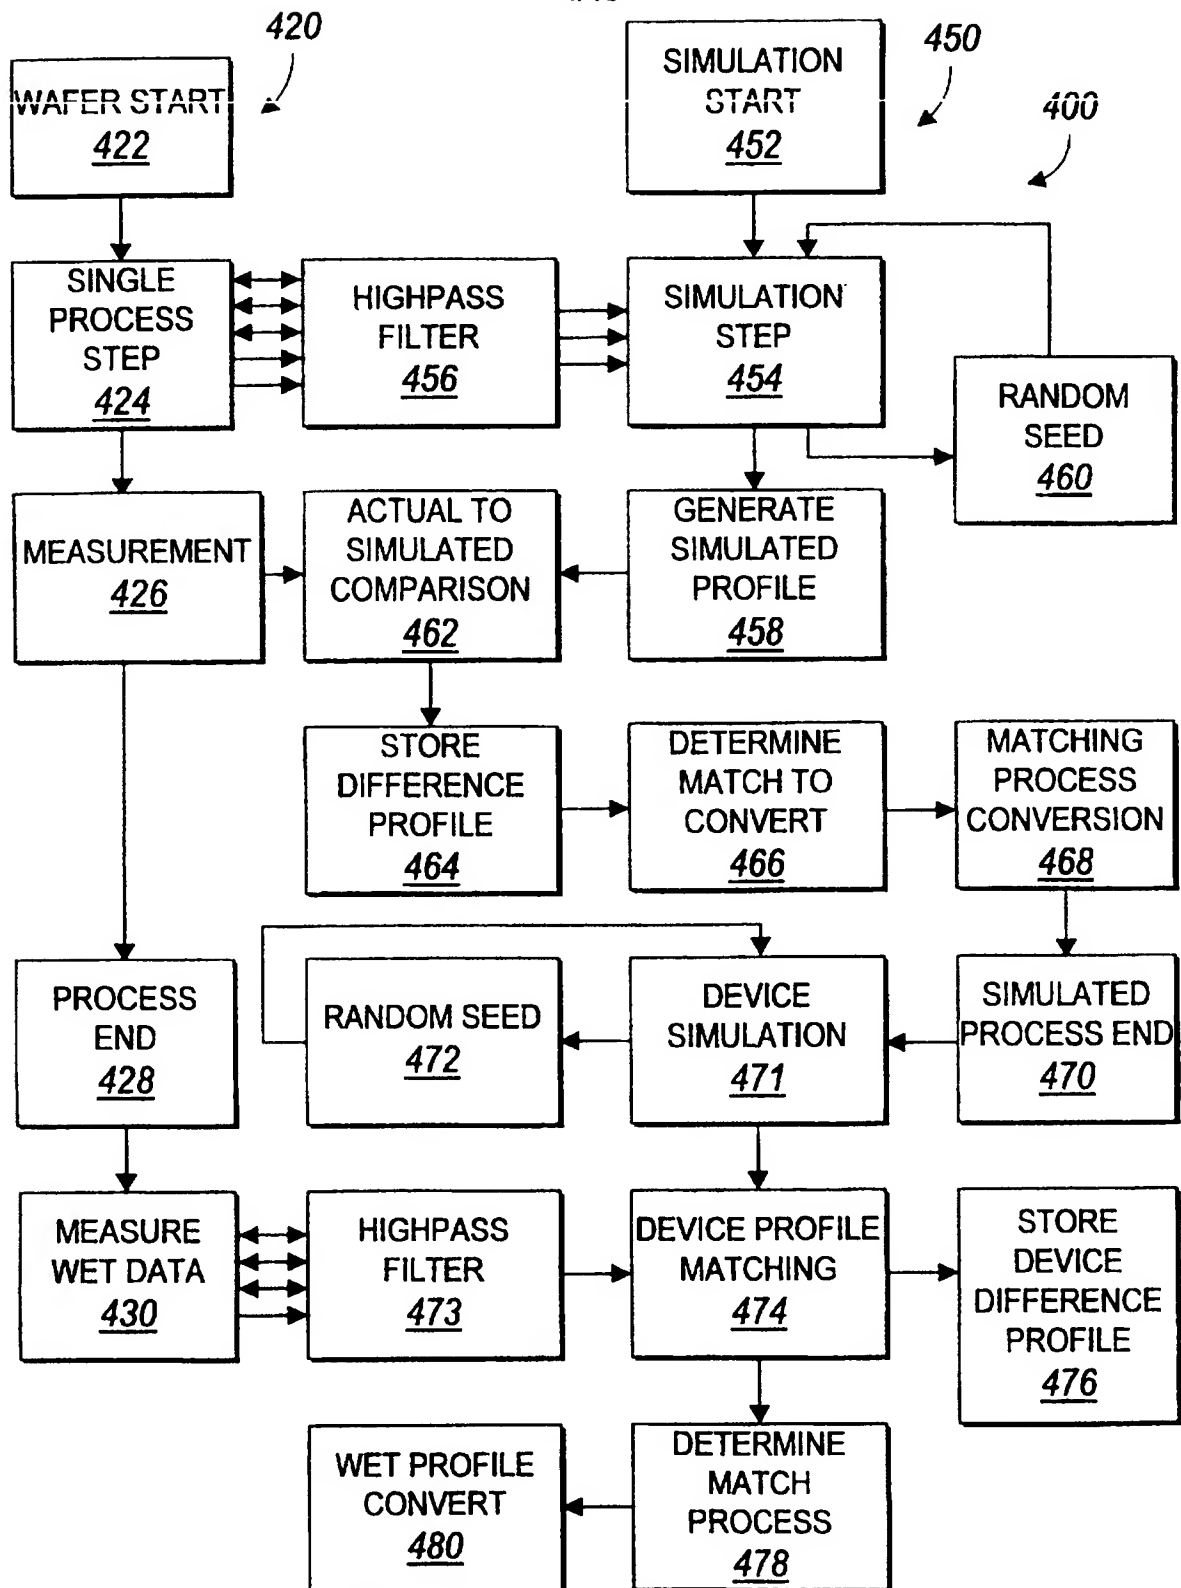 420
450
400
WAFER START
422
SIMULATION
START
452
SINGLE
PROCESS
STEP
424
HIGHPASS
FILTER
456
SIMULATION
STEP
454
RANDOM
SEED
460
MEASUREMENT
426
ACTUAL TO
SIMULATED
COMPARISON
462
GENERATE
SIMULATED
PROFILE
458
STORE
DIFFERENCE
PROFILE
464
DETERMINE
MATCH TO
CONVERT
466
MATCHING
PROCESS
CONVERSION
468
PROCESS
END
428
RANDOM SEED
472
DEVICE
SIMULATION
471
SIMULATED
PROCESS END
470
MEASURE
WET DATA
430
HIGHPASS
FILTER
473
DEVICE PROFILE
MATCHING
474
STORE
DEVICE
DIFFERENCE
PROFILE
476
WET PROFILE
CONVERT
480
DETERMINE
MATCH
PROCESS
478